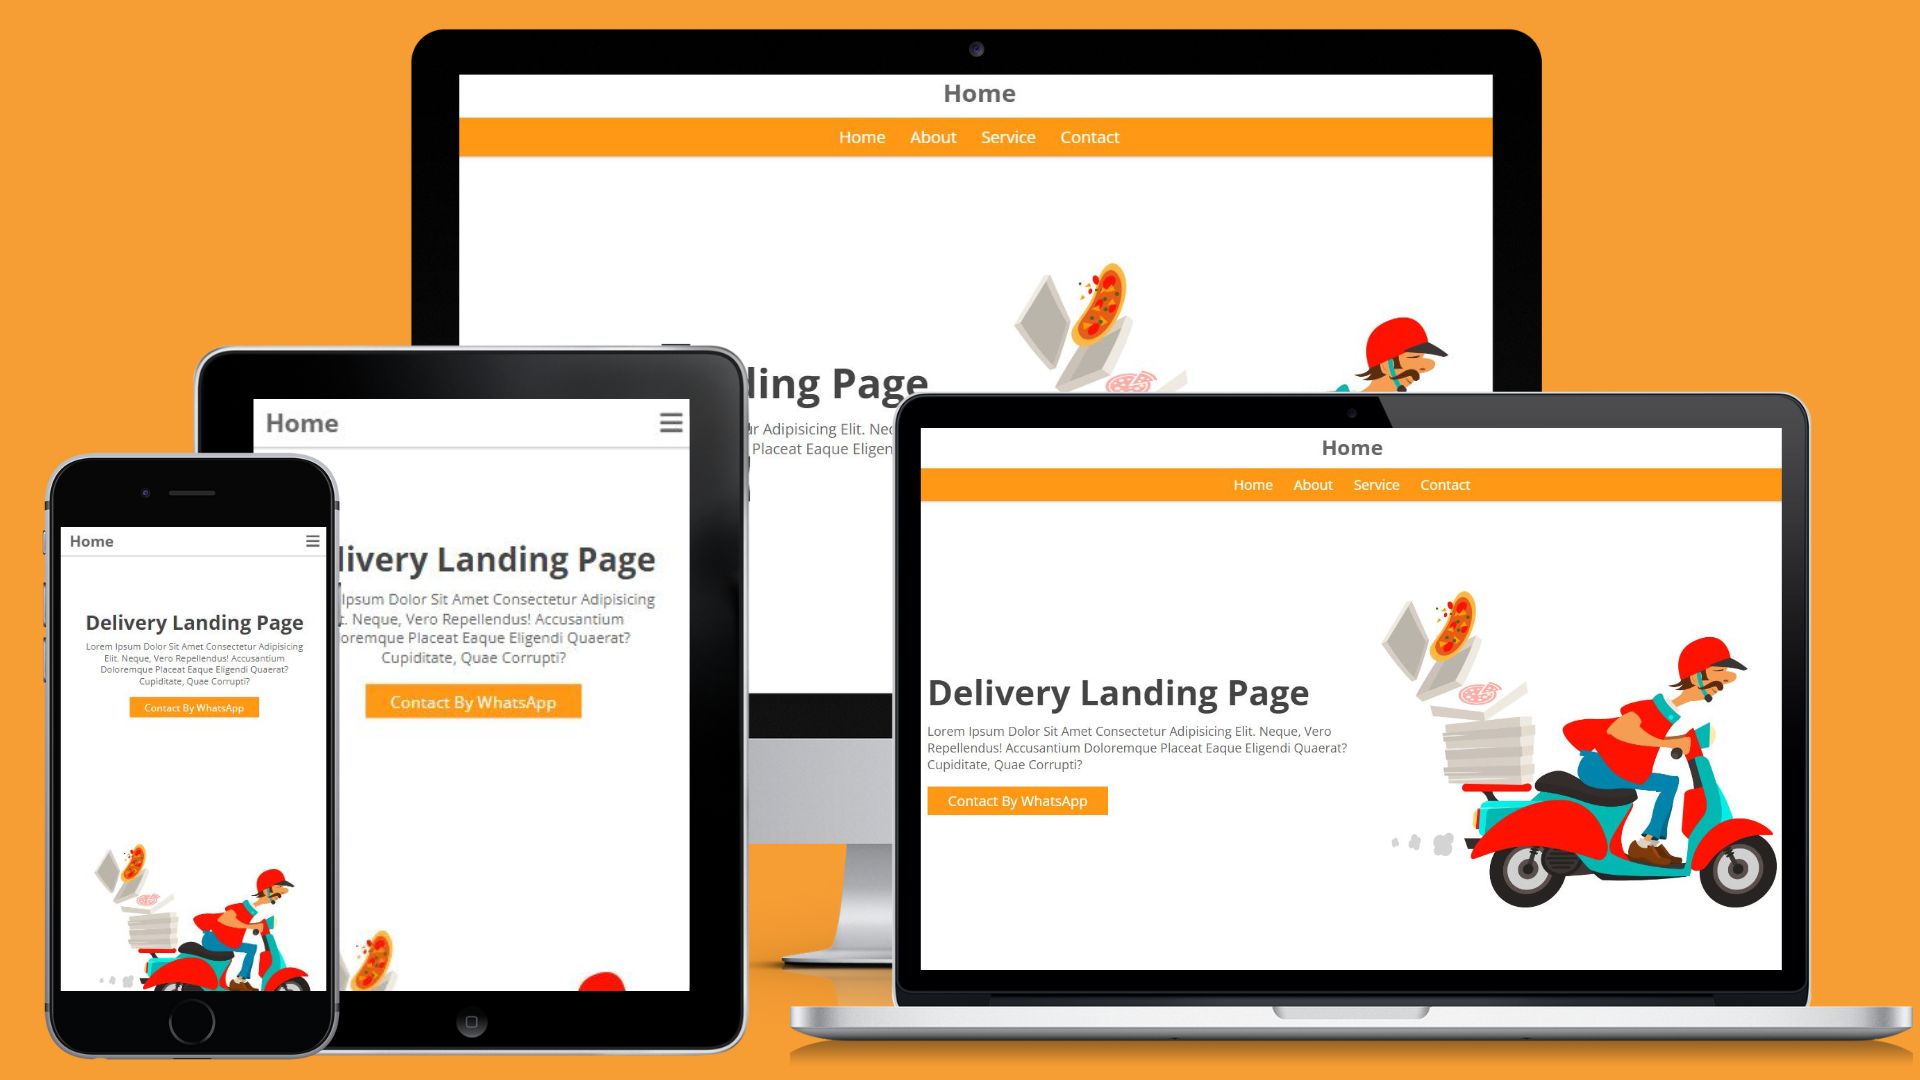 Home
Home About Service Contact
ding Page
Adipisicing Elit.
Placeat Eaque
Home
livery Landing Page
Ipsum Dolor Sit Amet Consectetur Adipisicing
Neque, Vero Repellendus! Accusantium
oremque Placeat Eaque Eligendi Quaerat?
Cupiditate, Quae Corrupti?
Contact By WhatsApp
Home
Delivery Landing Page
Lorem Ipsum Dolor Sit Amet Consectetur Adipisicing
Elit. Neque, Vero Repellendus! Accusantium
Doloremque Placeat Eaque Eligendi Quaerat?
Cupiditate, Quae Corrupti?
Contact By WhatsApp
Home
Home About Service Contact
Delivery Landing Page
Lorem Ipsum Dolor Sit Amet Consectetur Adipisicing Elit. Neque, Vero
Repellendus! Accusantium Doloremque Placeat Eaque Eligendi Quaerat?
Cupiditate, Quae Corrupti?
Contact By WhatsApp